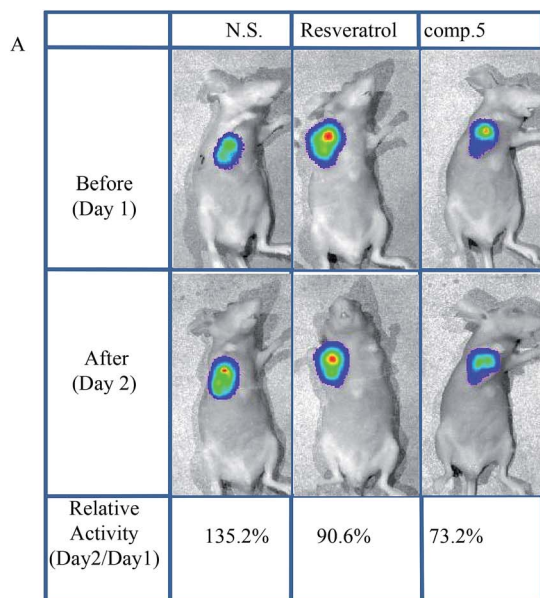 A
N.S. Resveratrol comp.5
Before
(Day 1)
After
(Day 2)
Relative
Activity
(Day2/Day1)
135.2% 90.6% 73.2%